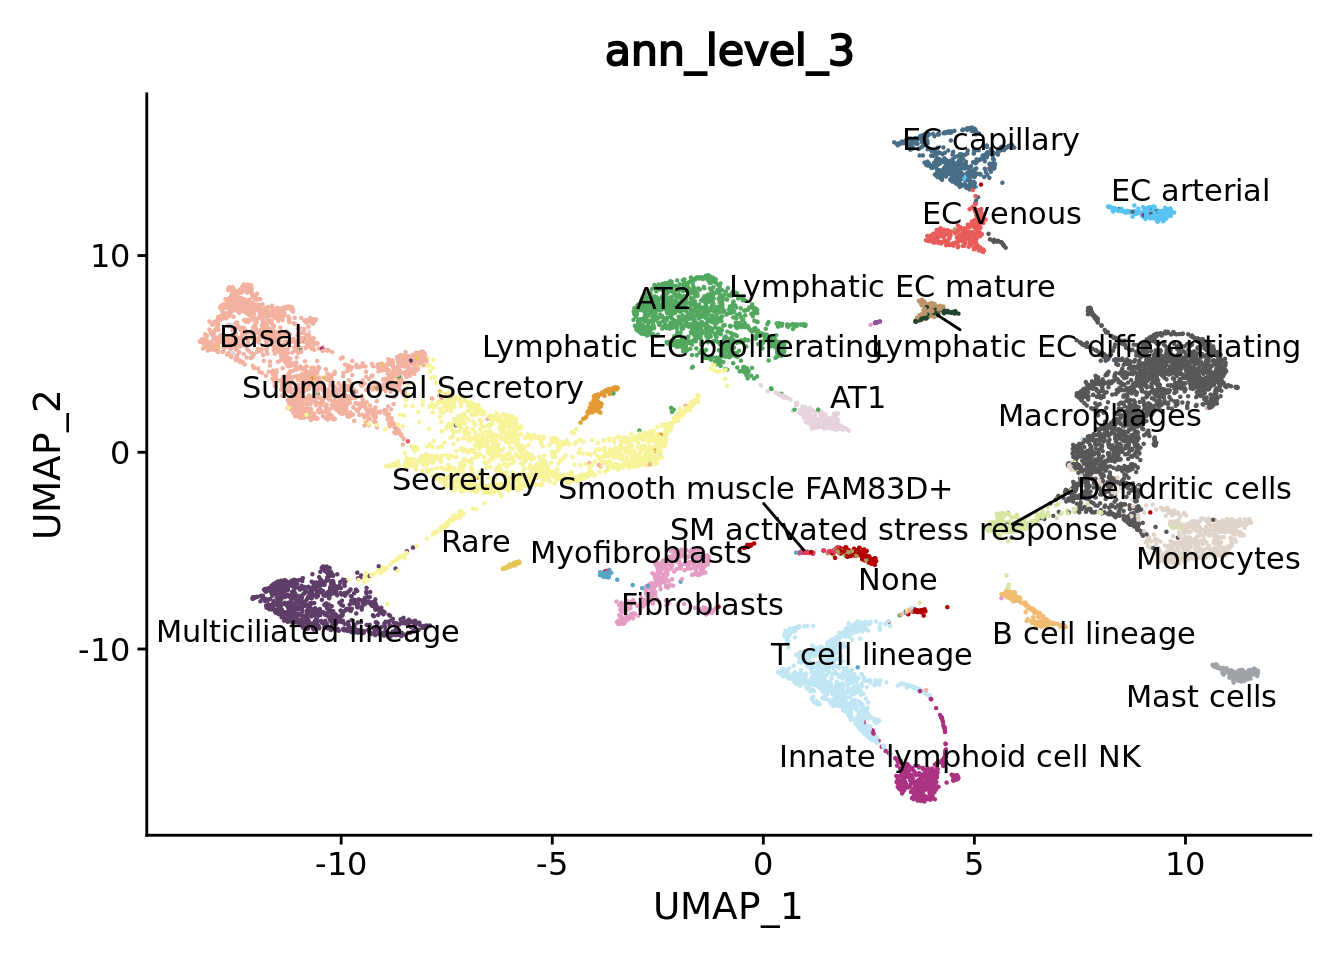 ann_level_3
EC capillary
EC arterial
EC venous
10
Lymphatic EC mature
AT2
Basal
Lymphatic EC proliferating
Lymphatic EC differentiating
Submucosal Secretory
AT1
Macrophages
UMAP_2
0
Secretory
Smooth muscle FAM83D+
Dendritic cells
SM activated stress response
Rare
Myofibroblasts
Monocytes
None
Fibroblasts
Multiciliated lineage
B cell lineage
-10
T cell lineage
Mast cells
Innate lymphoid cell NK
-10
-5
0
5
10
UMAP_1